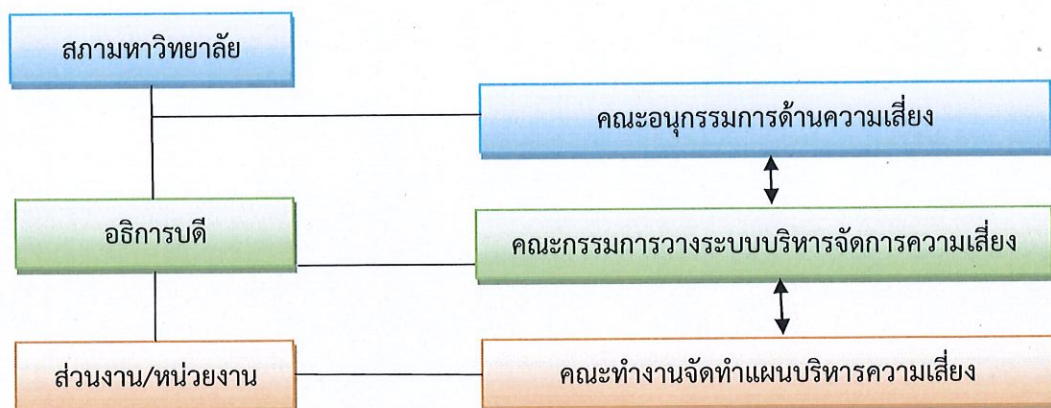 สภามหาวิทยาลัย
คณะอนุกรรมการด้านความเสี่ยง
อธิการบดี
คณะกรรมการวางระบบบริหารจัดการความเสี่ยง
ส่วนงาน/หน่วยงาน
คณะทำงานจัดทำแผนบริหารความเสี่ยง